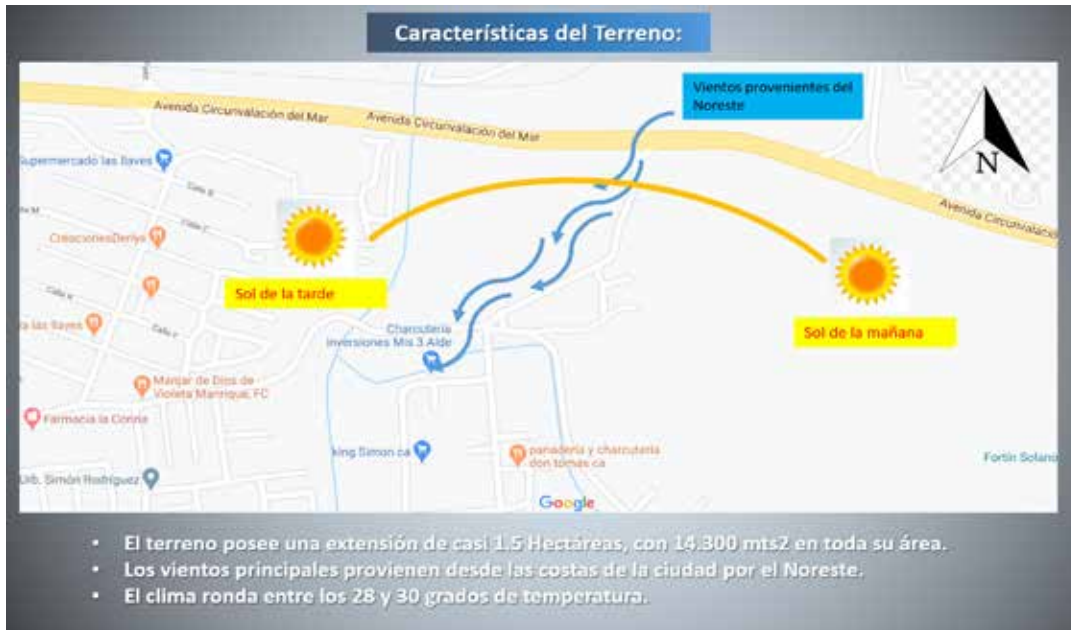 Características del Terreno:
Vientos provenientes del
Noreste
Avenida Circunvalación del Mar
Avenida Circunvalación del Mar
Avenida Circunvalación
N
Supermercado las llaves
Calle B
Calle
CreacionesDeriys
Sol de la tarde
Sol de la mañana
Calle
las llaves
Calle F
Charcutería
inversiones Mis 3 Alde
Manjar de Dios de
Violeta Manrique, FC
Farmacia la Corina
king Simon ca
panadería y charcutería
don tomas ca
Fortín Solano
Urb. Simón Rodríguez
Google
• El terreno posee una extensión de casi 1.5 Hectáreas, con 14.300 mts2 en toda su área.
• Los vientos principales provienen desde las costas de la ciudad por el Noreste.
• El clima ronda entre los 28 y 30 grados de temperatura.